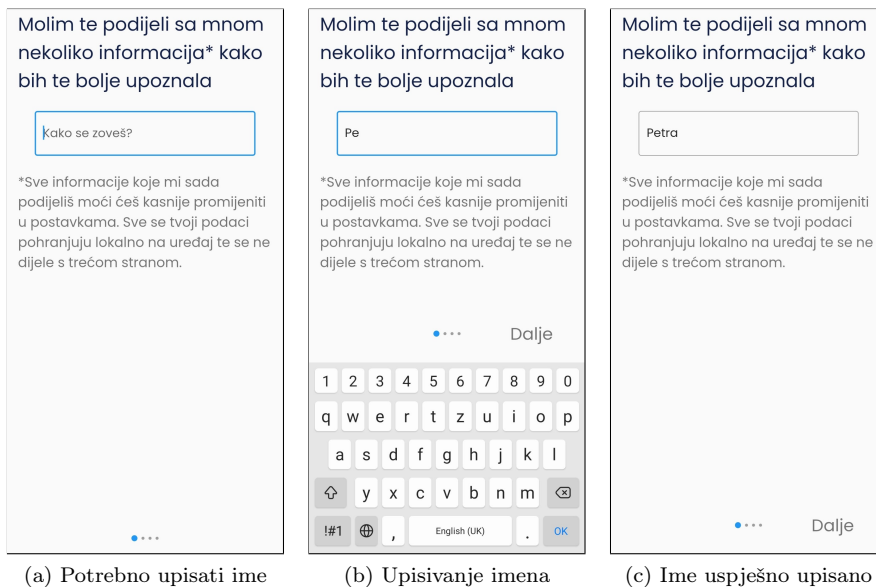 Molim te podijeli sa mnom
nekoliko informacija* kako
bih te bolje upoznala
Kako se zoveš?
*Sve informacije koje mi sada
podijeliš moći ćeš kasnije promijeniti
u postavkama. Sve se tvoji podaci
pohranjuju lokalno na uređaj te se ne
dijele s trećom stranom.
(a) Potrebno upisati ime
Molim te podijeli sa mnom
nekoliko informacija* kako
bih te bolje upoznala
Pe
*Sve informacije koje mi sada
podijeliš moći ćeš kasnije promijeniti
u postavkama. Sve se tvoji podaci
pohranjuju lokalno na uređaj te se ne
dijele s trećom stranom.
Dalje
1 2 3 4 5 6 7 8 9 0
q w e r t z u i o p
a s d f g h j k l
y x c v b n m
!#1 , English (UK) . OK
(b) Upisivanje imena
Molim te podijeli sa mnom
nekoliko informacija* kako
bih te bolje upoznala
Petra
*Sve informacije koje mi sada
podijeliš moći ćeš kasnije promijeniti
u postavkama. Sve se tvoji podaci
pohranjuju lokalno na uređaj te se ne
dijele s trećom stranom.
Dalje
(c) Ime uspješno upisano